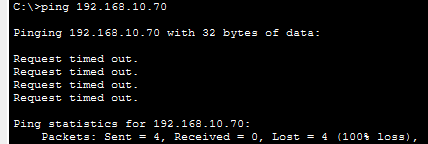 C:\>ping 192.168.10.70
Pinging 192.168.10.70 with 32 bytes of data:
Request timed out.
Request timed out.
Request timed out.
Request timed out.
Ping statistics for 192.168.10.70:
Packets: Sent = 4, Received = 0, Lost = 4 (100% loss),